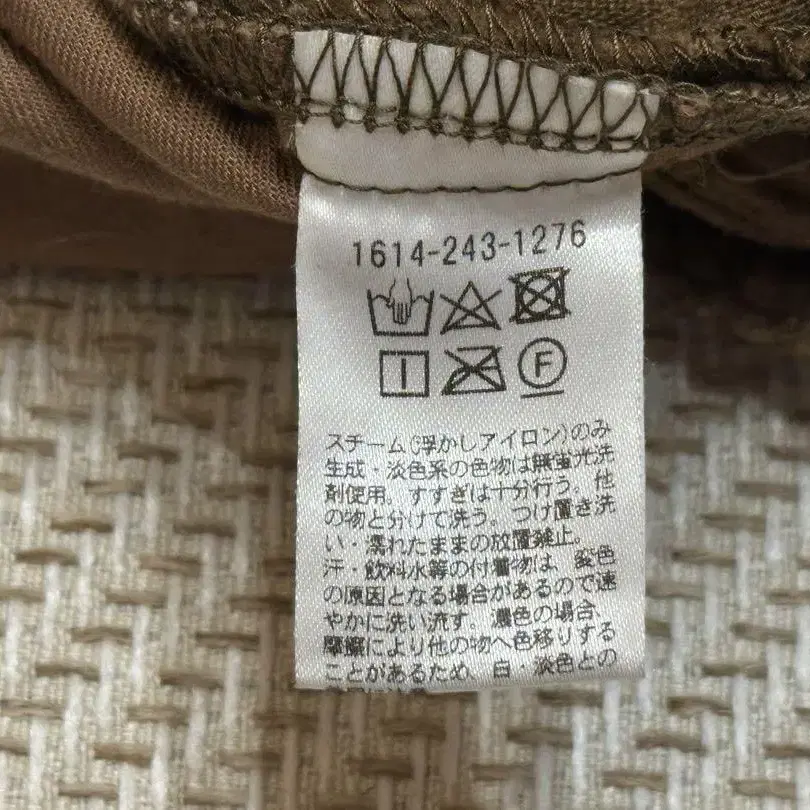 1614-243-1276
F
スチーム(浮かしアイロン)のみ
生成・淡色系の色物は無蛍光洗
剤使用。すすぎは十分行う。他
の物と分けて洗う。つけ置き洗
い・濡れたままの放置禁止。
汗・飲料水等の付着物は、変色
の原因となる場合があるので速
やかに洗い流す。濃色の場合、
摩擦により他の物へ色移りする
ことがあるため、白・淡色との